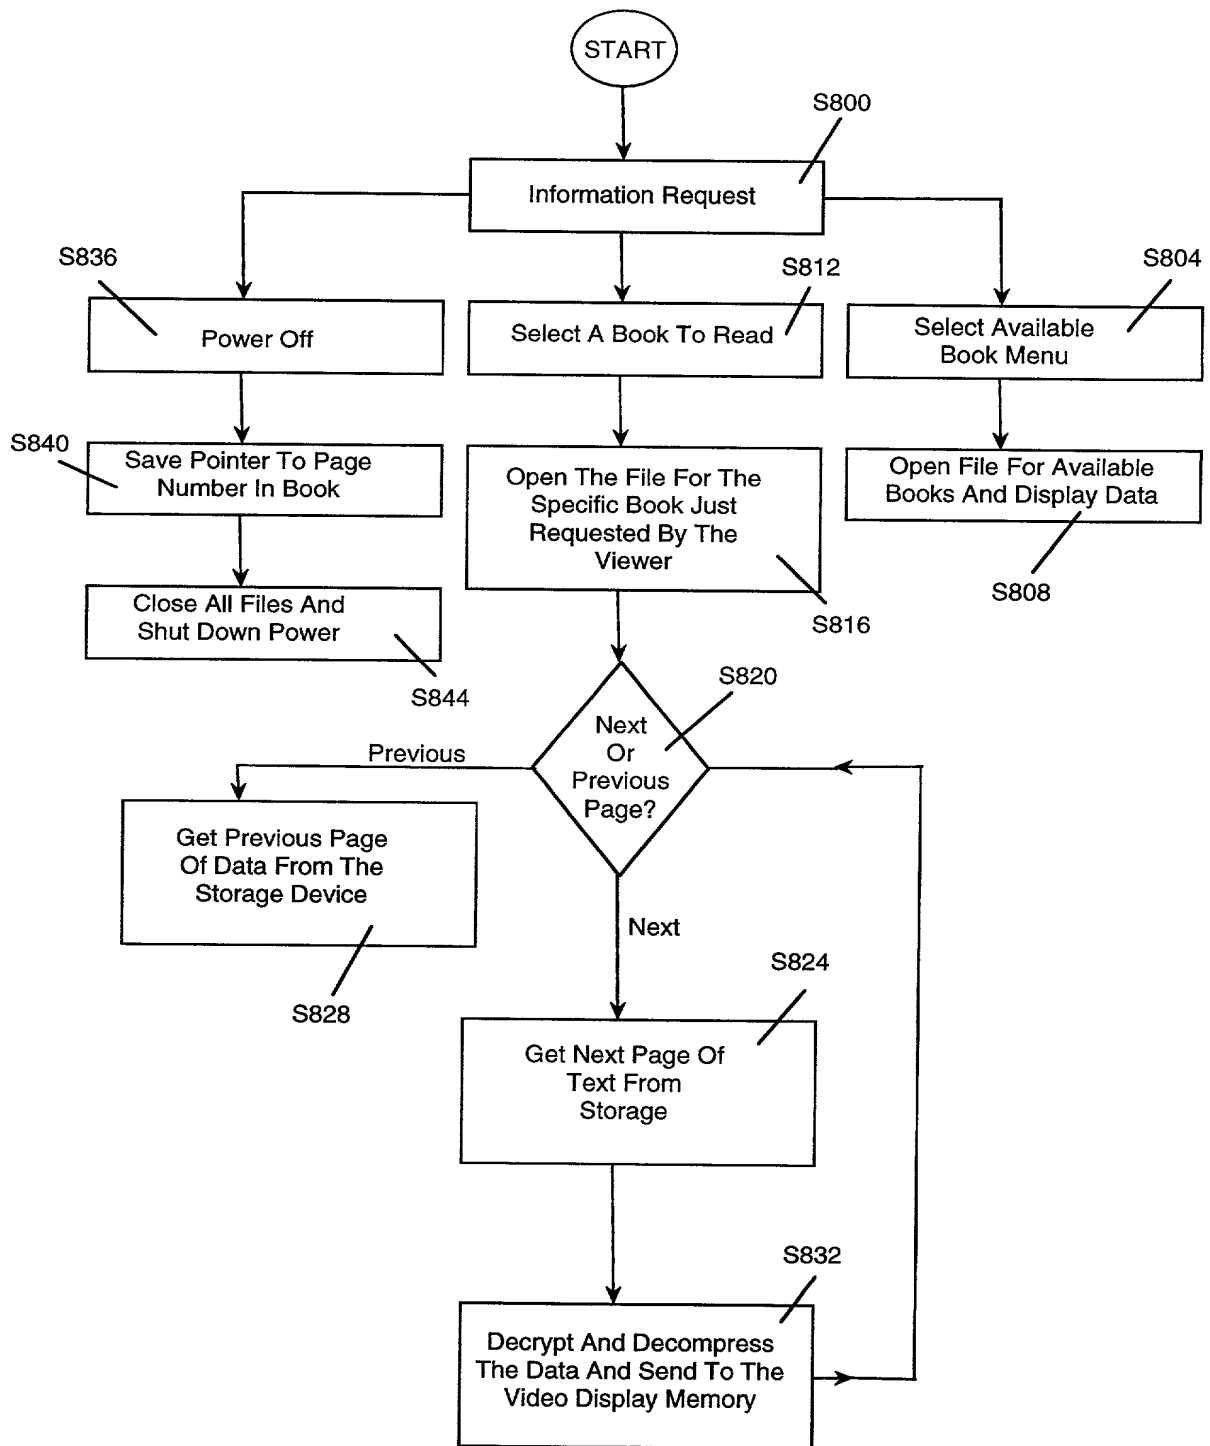 START
S800
Information Request
S836
S812
S804
Power Off
Select A Book To Read
Select Available
Book Menu
S840
Save Pointer To Page
Number In Book
Open The File For The
Specific Book Just
Requested By The
Viewer
Open File For Available
Books And Display Data
S808
S816
Close All Files And
Shut Down Power
S844
S820
Next
Or
Previous
Page?
Previous
Get Previous Page
Of Data From The
Storage Device
S828
Next
S824
Get Next Page Of
Text From
Storage
S832
Decrypt And Decompress
The Data And Send To The
Video Display Memory